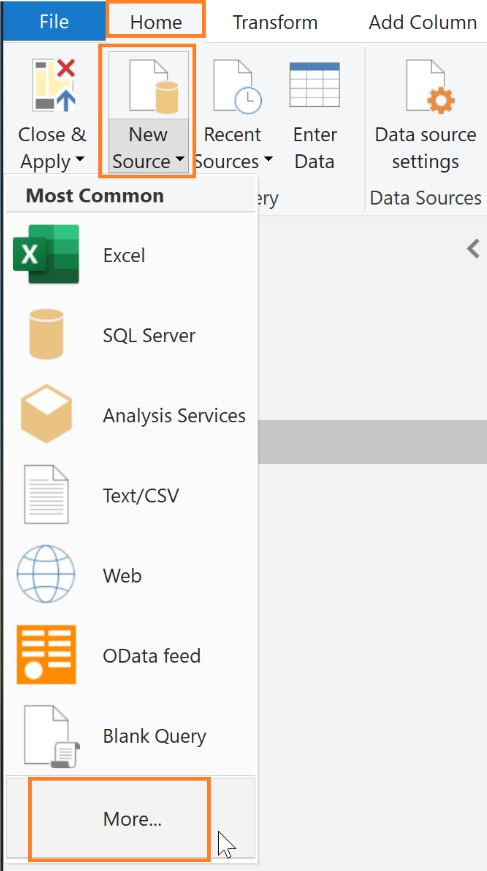 File Home Transform Add Column
Close & New Recent Enter Data source
Apply Source Sources Data settings
ery Data Sources
Most Common
Excel
SQL Server
Analysis Services
Text/CSV
Web
OData feed
Blank Query
More...